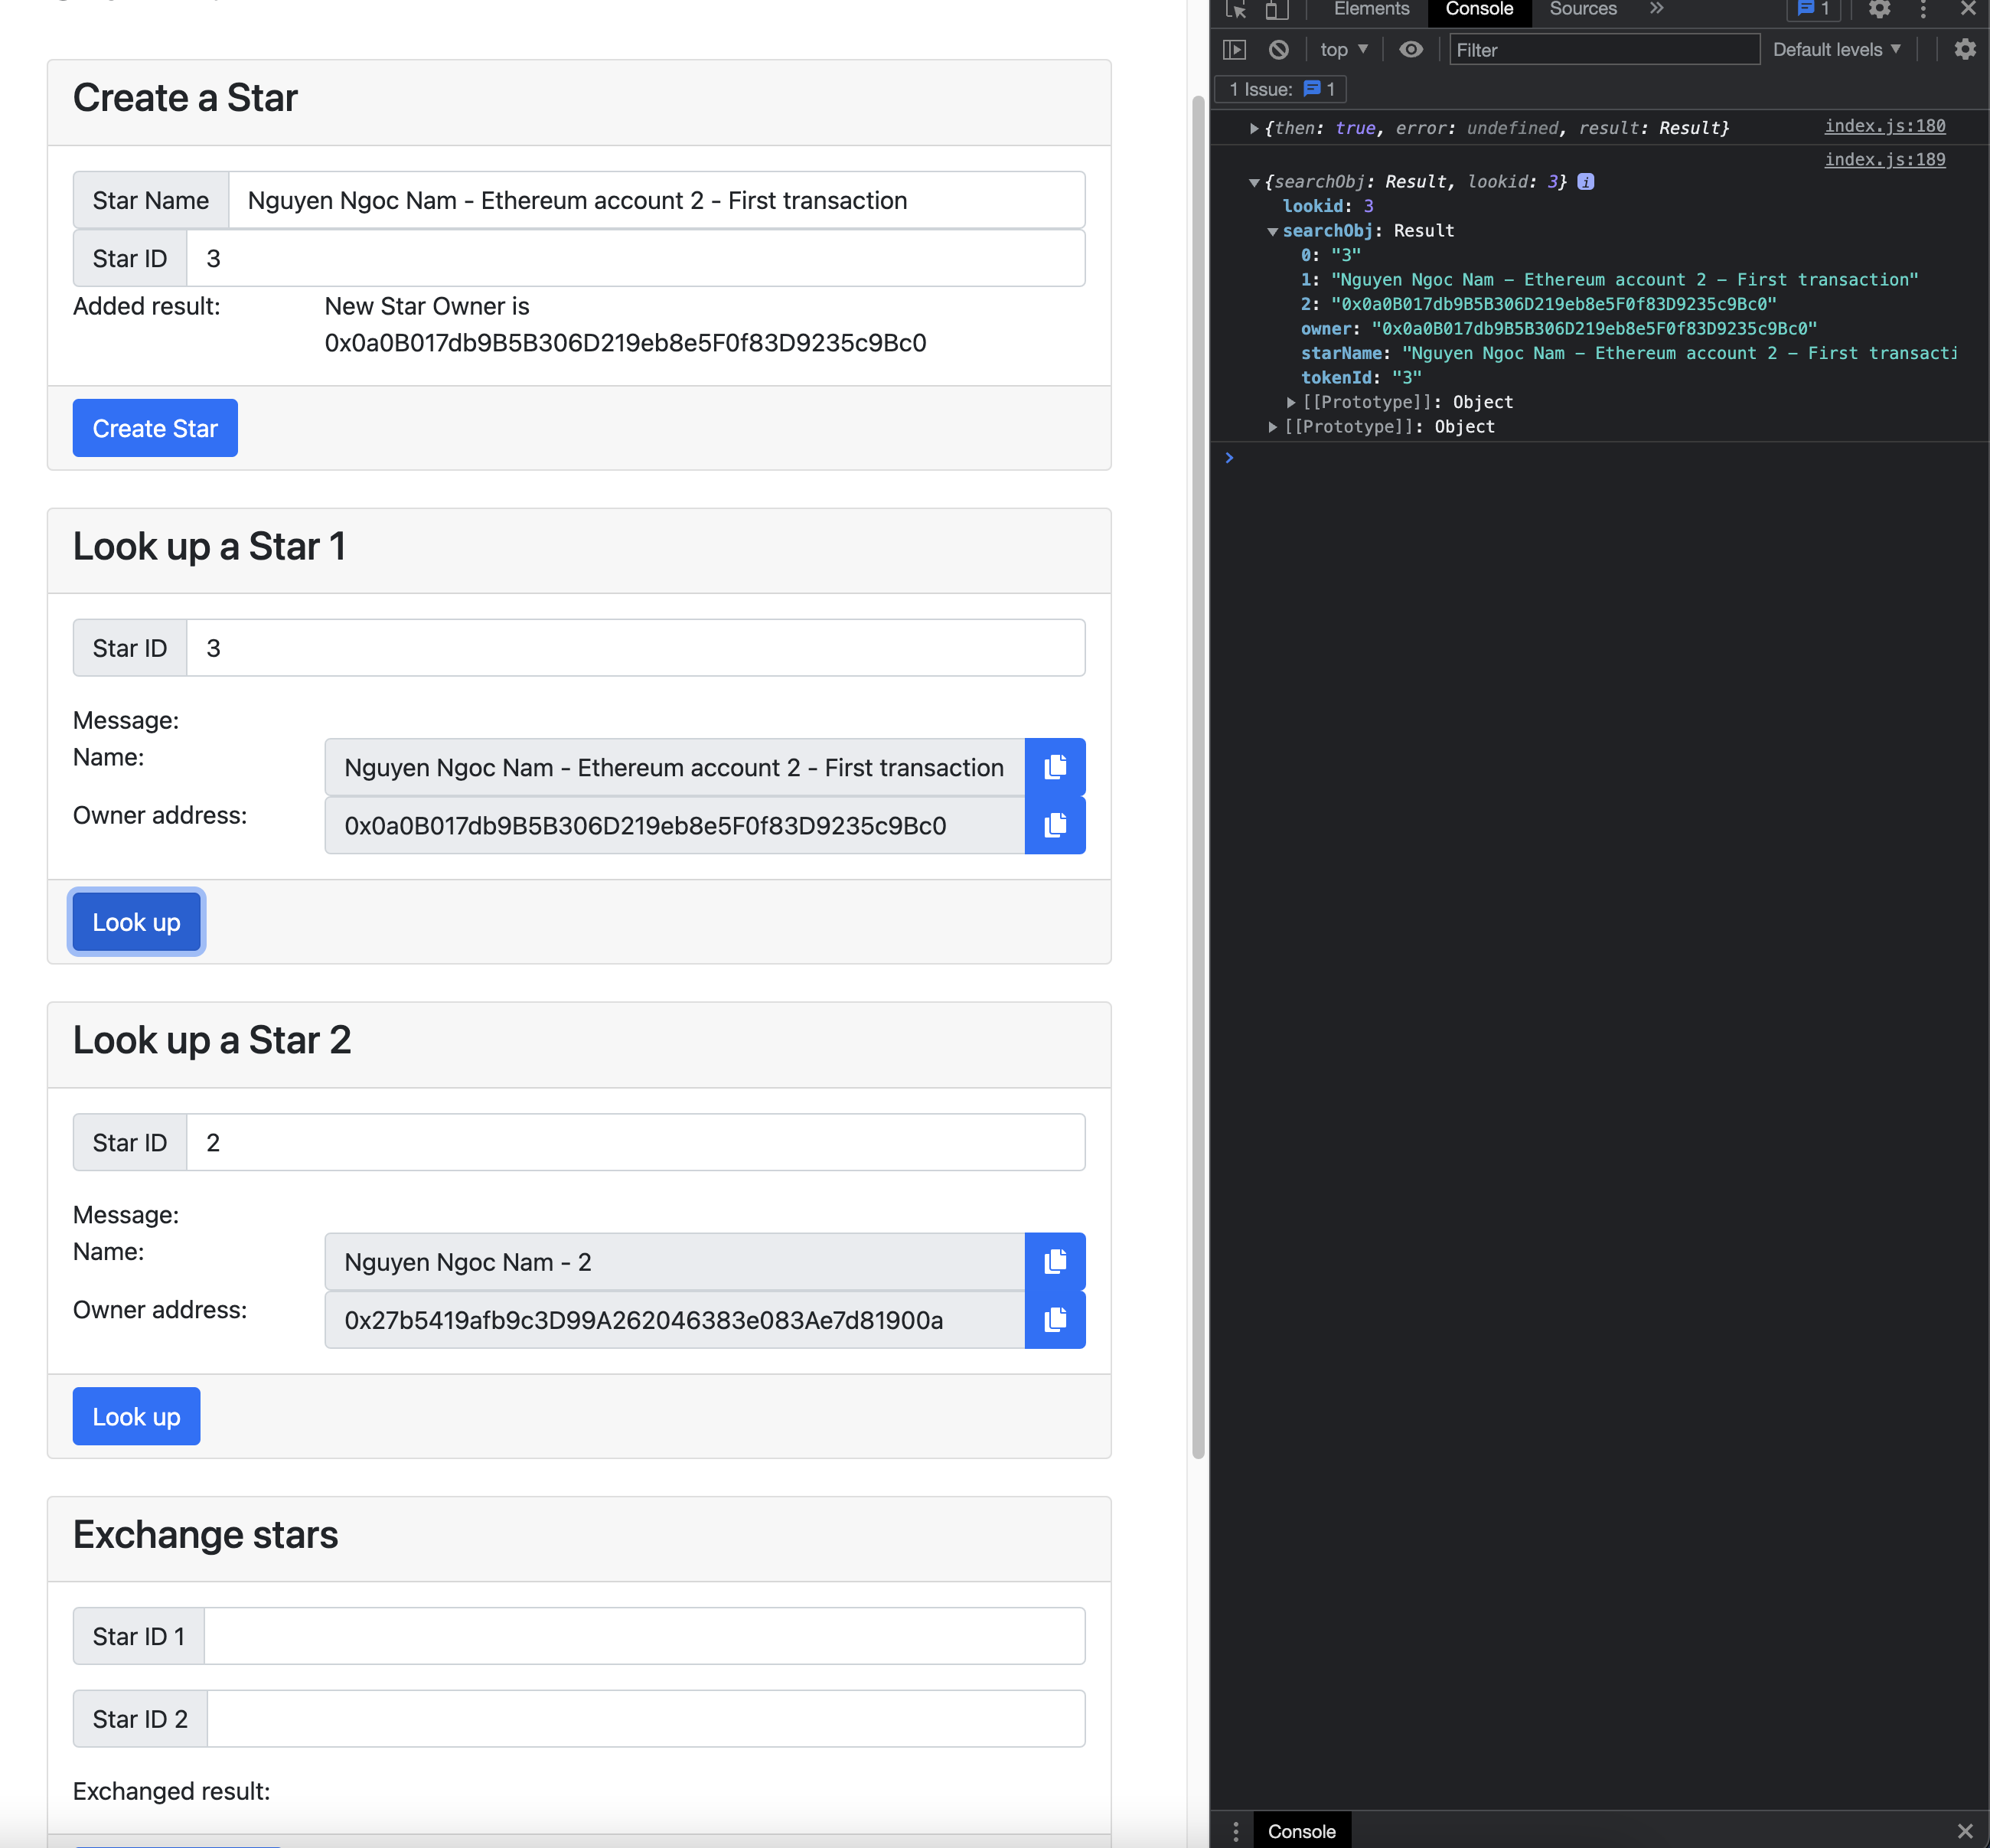 Create a Star
Star Name Nguyen Ngoc Nam - Ethereum account 2 - First transaction
Star ID 3
Added result: New Star Owner is
0x0a0B017db9B5B306D219eb8e5F0f83D9235c9Bc0
Create Star
Look up a Star 1
Star ID 3
Message:
Name: Nguyen Ngoc Nam - Ethereum account 2 - First transaction
Owner address: 0x0a0B017db9B5B306D219eb8e5F0f83D9235c9Bc0
Look up
Look up a Star 2
Star ID 2
Message:
Name: Nguyen Ngoc Nam - 2
Owner address: 0x27b5419afb9c3D99A262046383e083Ae7d81900a
Look up
Exchange stars
Star ID 1
Star ID 2
Exchanged result:
Elements Console Sources » 1
top ▼ Filter Default levels ▼
1 Issue: 1
{then: true, error: undefined, result: Result} index.js:180
index.js:189
{searchObj: Result, lookid: 3} i
lookid: 3
searchObj: Result
0: "3"
1: "Nguyen Ngoc Nam – Ethereum account 2 – First transaction"
2: "0x0a0B017db9B5B306D219eb8e5F0f83D9235c9Bc0"
owner: "0x0a0B017db9B5B306D219eb8e5F0f83D9235c9Bc0"
starName: "Nguyen Ngoc Nam – Ethereum account 2 – First transacti
tokenId: "3"
[[Prototype]]: Object
[[Prototype]]: Object
Console